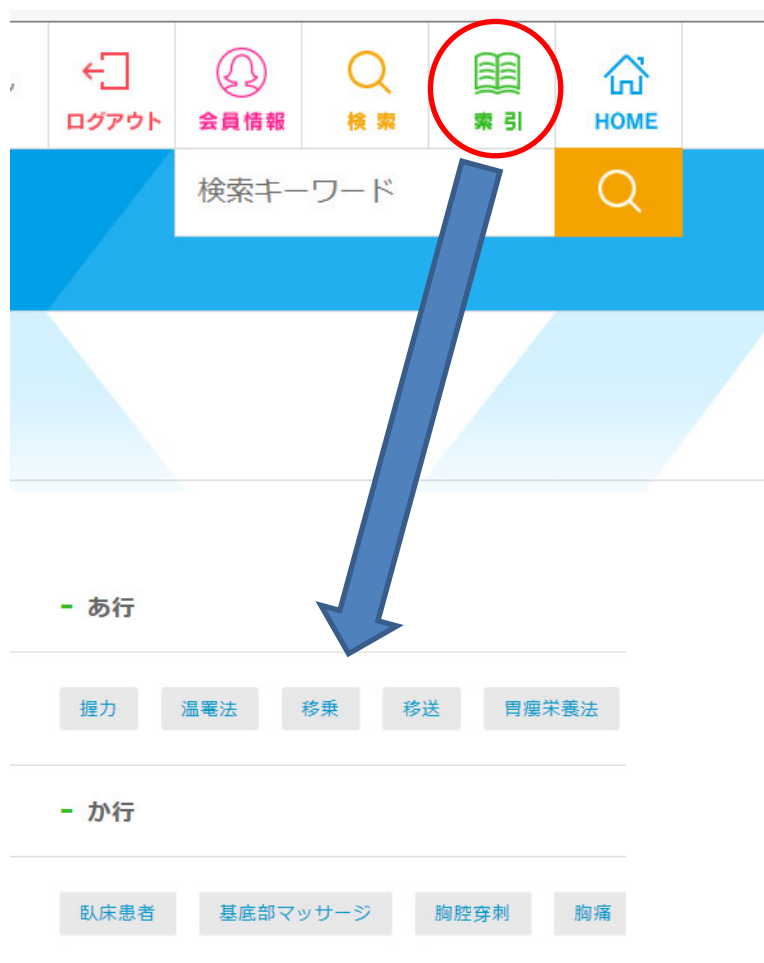 ログアウト 会員情報 検索 索引 HOME
検索キーワード
- あ行
握力 温罨法 移乗 移送 胃瘻栄養法
- か行
臥床患者 基底部マッサージ 胸腔穿刺 胸痛